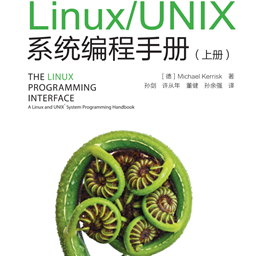 Linux/UNIX
系统编程手册（上册）
THE LINUX
PROGRAMMING
INTERFACE
A Linux and UNIX® System Programming Handbook
［德］Michael Kerrisk 著
孙剑 许从年 董健 孙余强 译